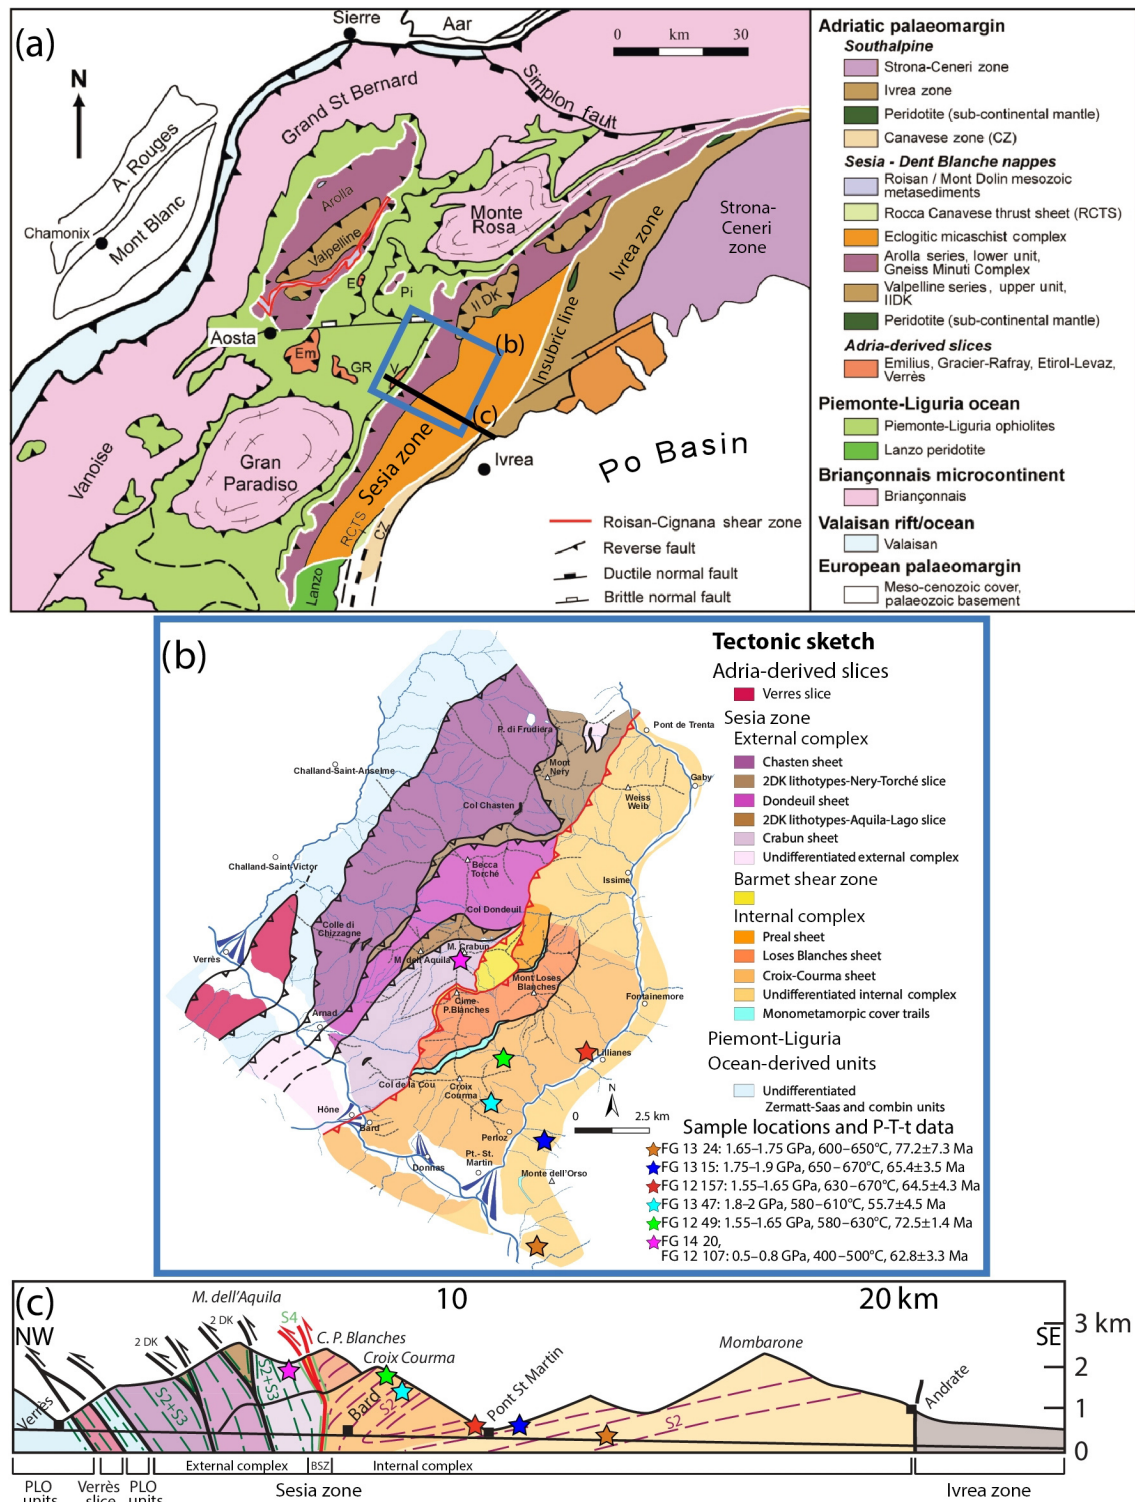 (a)
Sierre
Aar
0 km 30
N
Simplon fault
Grand St Bernard
A. Rouges
Mont Blanc
Chamonix
Arolla
Valpelline
Monte
Rosa
Strona-
Ceneri
zone
Ivrea zone
Pi
II DK
Insubric line
Aosta
Em
GR
V
(b)
(c)
Sesia zone
Ivrea
Po Basin
Vanoise
Gran
Paradiso
RCTS
CZ
Lanzo
Roisan-Cignana shear zone
Reverse fault
Ductile normal fault
Brittle normal fault
Adriatic palaeomargin
Southalpine
Strona-Ceneri zone
Ivrea zone
Peridotite (sub-continental mantle)
Canavese zone (CZ)
Sesia - Dent Blanche nappes
Roisan / Mont Dolin mesozoic
metasediments
Rocca Canavese thrust sheet (RCTS)
Eclogitic micaschist complex
Arolla series, lower unit,
Gneiss Minuti Complex
Valpelline series, upper unit,
IIDK
Peridotite (sub-continental mantle)
Adria-derived slices
Emilius, Gracier-Rafray, Etirol-Levaz,
Verrès
Piemonte-Liguria ocean
Piemonte-Liguria ophiolites
Lanzo peridotite
Briançonnais microcontinent
Briançonnais
Valaisan rift/ocean
Valaisan
European palaeomargin
Meso-cenozoic cover,
palaeozoic basement
(b)
P. di Frudiera
Pont de Trenta
Mont
Nery
Challand-Saint-Anselme
Gaby
Weiss
Weib
Col Chasten
Challand-Saint-Victor
Becca
Torché
Issime
Col Dondeuil
Colle di
Chizzagne
M. Crabun
M. dell'Aquila
Verrès
Mont Loses
Blanches
Cime
P.Blanches
Fontainemore
Arnad
Lillianes
Col de la Cou
Croix
Courma
Hône
Bard
Perloz
Donnas
Pt.- St.
Martin
Monte dell'Orso
N
0 2.5 km
Tectonic sketch
Adria-derived slices
Verres slice
Sesia zone
External complex
Chasten sheet
2DK lithotypes-Nery-Torché slice
Dondeuil sheet
2DK lithotypes-Aquila-Lago slice
Crabun sheet
Undifferentiated external complex
Barmet shear zone
Internal complex
Preal sheet
Loses Blanches sheet
Croix-Courma sheet
Undifferentiated internal complex
Monometamorpic cover trails
Piemont-Liguria
Ocean-derived units
Undifferentiated
Zermatt-Saas and combin units
Sample locations and P-T-t data
FG 13 24: 1.65-1.75 GPa, 600-650°C, 77.2±7.3 Ma
FG 13 15: 1.75-1.9 GPa, 650-670°C, 65.4±3.5 Ma
FG 12 157: 1.55-1.65 GPa, 630-670°C, 64.5±4.3 Ma
FG 13 47: 1.8-2 GPa, 580-610°C, 55.7±4.5 Ma
FG 12 49: 1.55-1.65 GPa, 580-630°C, 72.5±1.4 Ma
FG 14 20,
FG 12 107: 0.5-0.8 GPa, 400-500°C, 62.8±3.3 Ma
(c)
NW
M. dell'Aquila
10
20 km
3 km
SE
2
1
0
2 DK
2 DK
S4
C. P. Blanches
Croix Courma
Mombarone
Verrès
S2+S3
S2+S3
Bard
S2
Pont St Martin
S2
Andrate
External complex
BSZ
Internal complex
PLO
units
Verrès
slice
PLO
units
Sesia zone
Ivrea zone